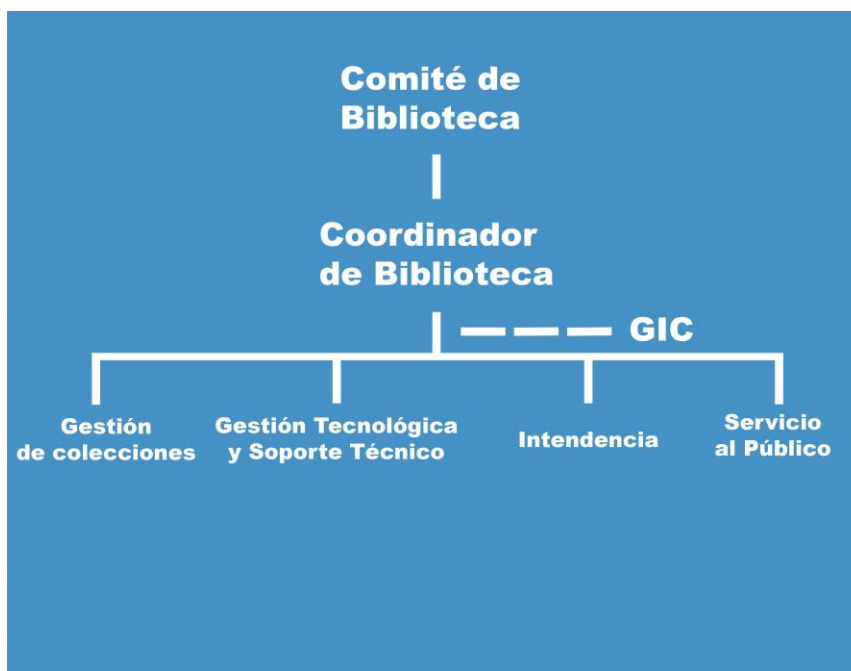 Comité de
Biblioteca
Coordinador
de Biblioteca
GIC
Gestión
de colecciones
Gestión Tecnológica
y Soporte Técnico
Intendencia
Servicio
al Público